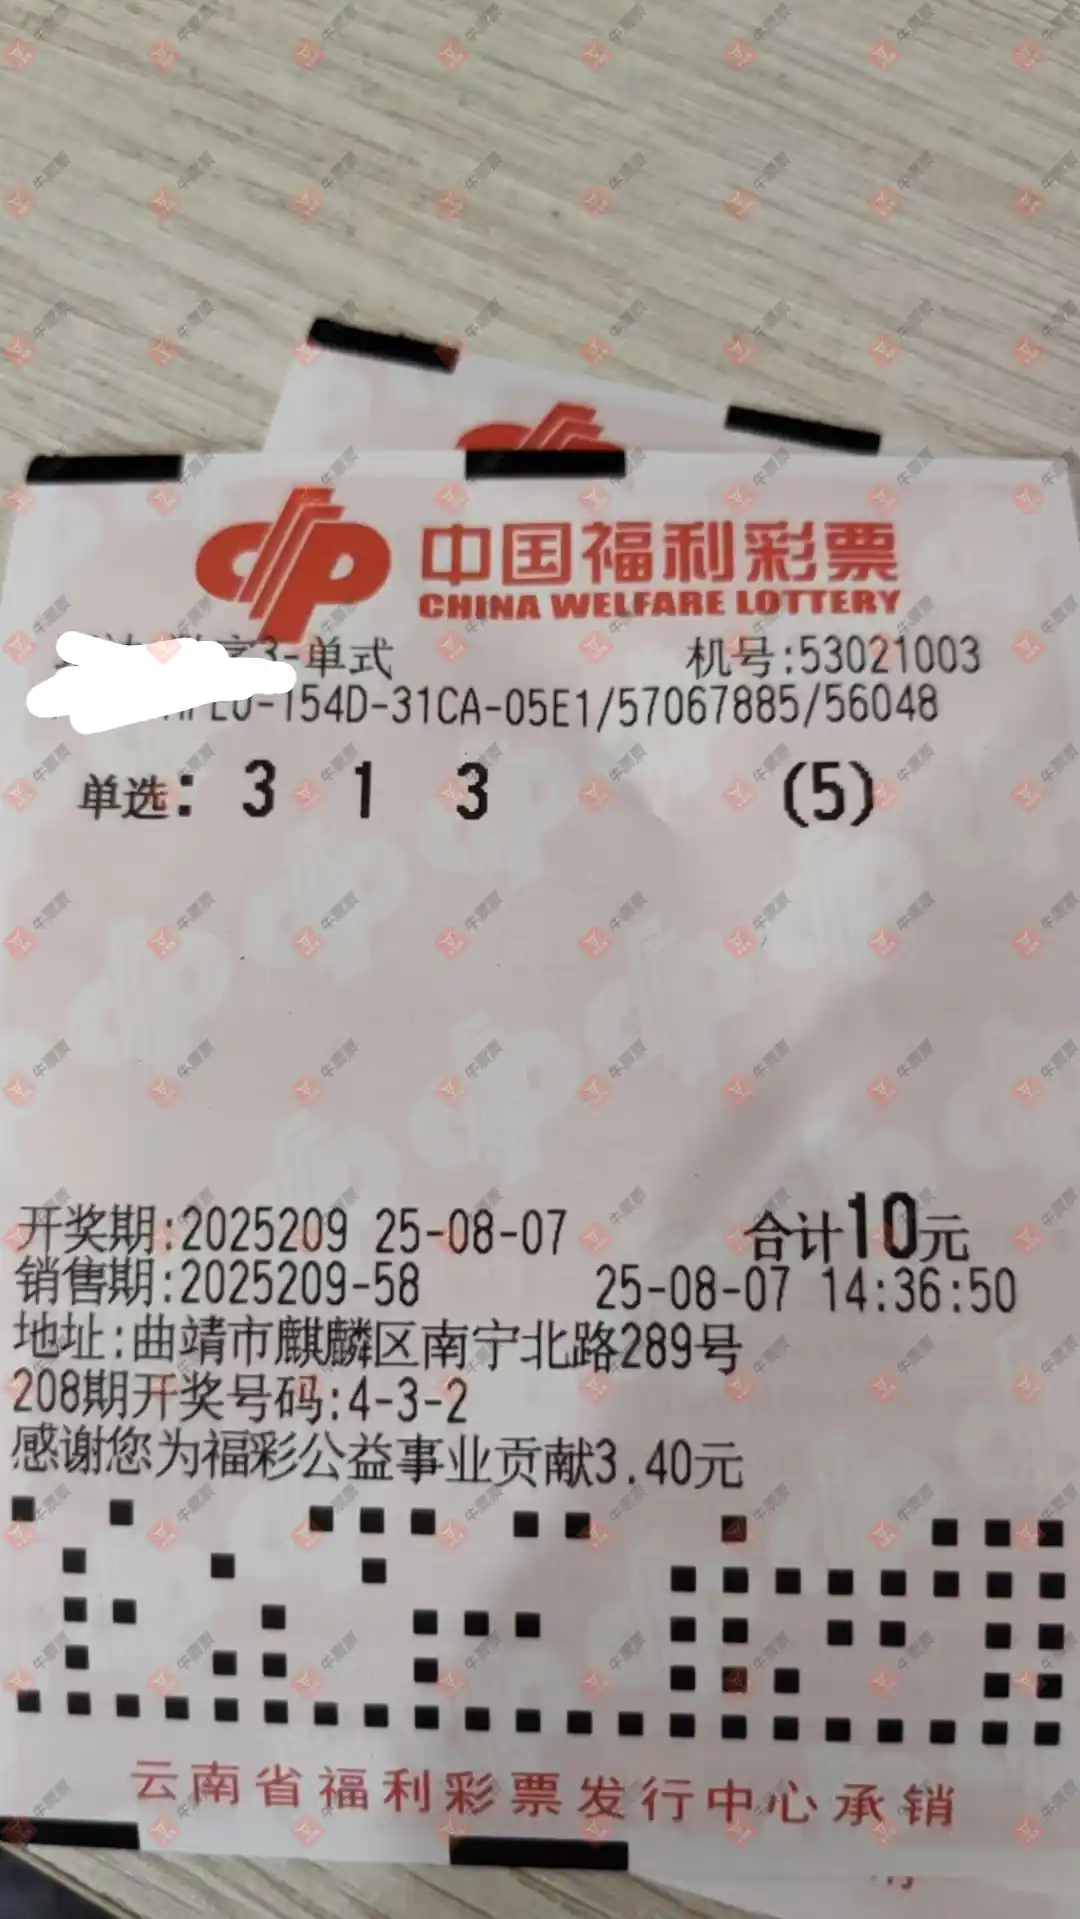 中国福利彩票
CHINA WELFARE LOTTERY
3-单式 机号:53021003
-154D-31CA-05E1/57067885/56048
单选: 3 1 3 (5)
开奖期:2025209 25-08-07 合计10元
销售期:2025209-58 25-08-07 14:36:50
地址:曲靖市麒麟区南宁北路289号
208期开奖号码:4-3-2
感谢您为福彩公益事业贡献3.40元
云南省福利彩票发行中心承销
牛票票